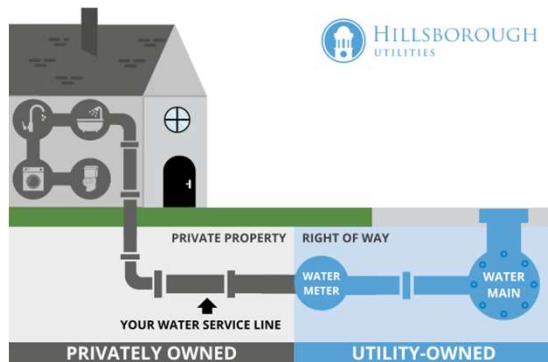 HILLSBOROUGH
UTILITIES
PRIVATE PROPERTY
RIGHT OF WAY
WATER
METER
WATER
MAIN
YOUR WATER SERVICE LINE
PRIVATELY OWNED
UTILITY-OWNED